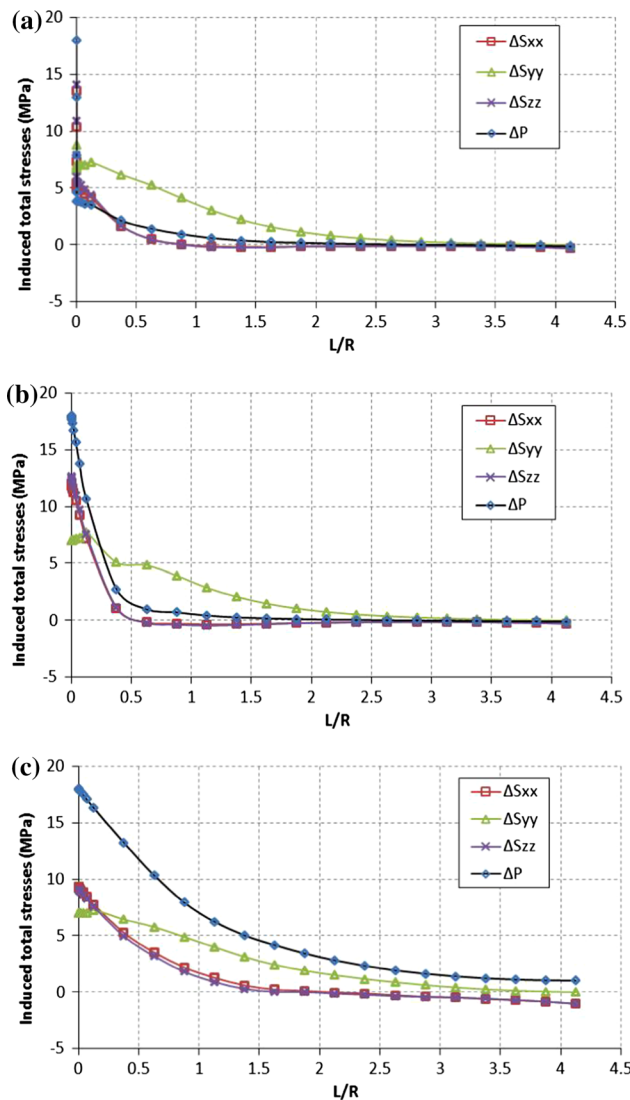 (a)
Induced total stresses (MPa)
20
15
10
5
0
-5
0 0.5 1 1.5 2 2.5 3 3.5 4 4.5
L/R
ΔSxx
ΔSyy
ΔSzz
ΔP
(b)
Induced total stresses (MPa)
20
15
10
5
0
-5
0 0.5 1 1.5 2 2.5 3 3.5 4 4.5
L/R
ΔSxx
ΔSyy
ΔSzz
ΔP
(c)
Induced total stresses (MPa)
20
15
10
5
0
-5
0 0.5 1 1.5 2 2.5 3 3.5 4 4.5
L/R
ΔSxx
ΔSyy
ΔSzz
ΔP